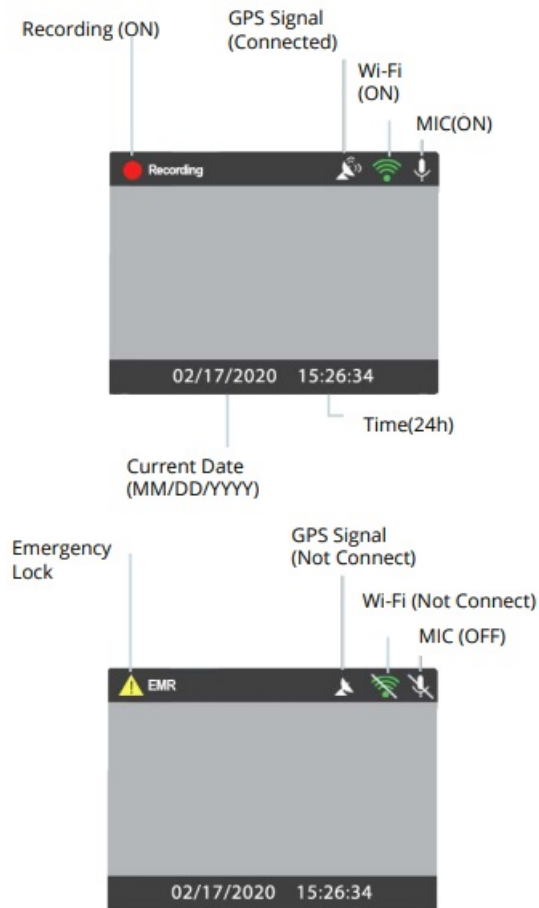 Recording (ON)
GPS Signal
(Connected)
Wi-Fi
(ON)
MIC(ON)
Recording
02/17/2020 15:26:34
Time(24h)
Current Date
(MM/DD/YYYY)
Emergency
Lock
GPS Signal
(Not Connect)
Wi-Fi (Not Connect)
MIC (OFF)
EMR
02/17/2020 15:26:34